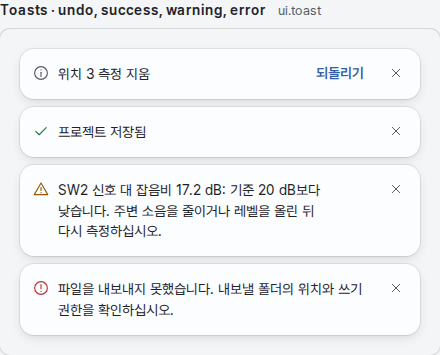 Toasts · undo, success, warning, error ui.toast
위치 3 측정 지움 되돌리기
프로젝트 저장됨
SW2 신호 대 잡음비 17.2 dB: 기준 20 dB보다
낮습니다. 주변 소음을 줄이거나 레벨을 올린 뒤
다시 측정하십시오.
파일을 내보내지 못했습니다. 내보낼 폴더의 위치와 쓰기
권한을 확인하십시오.